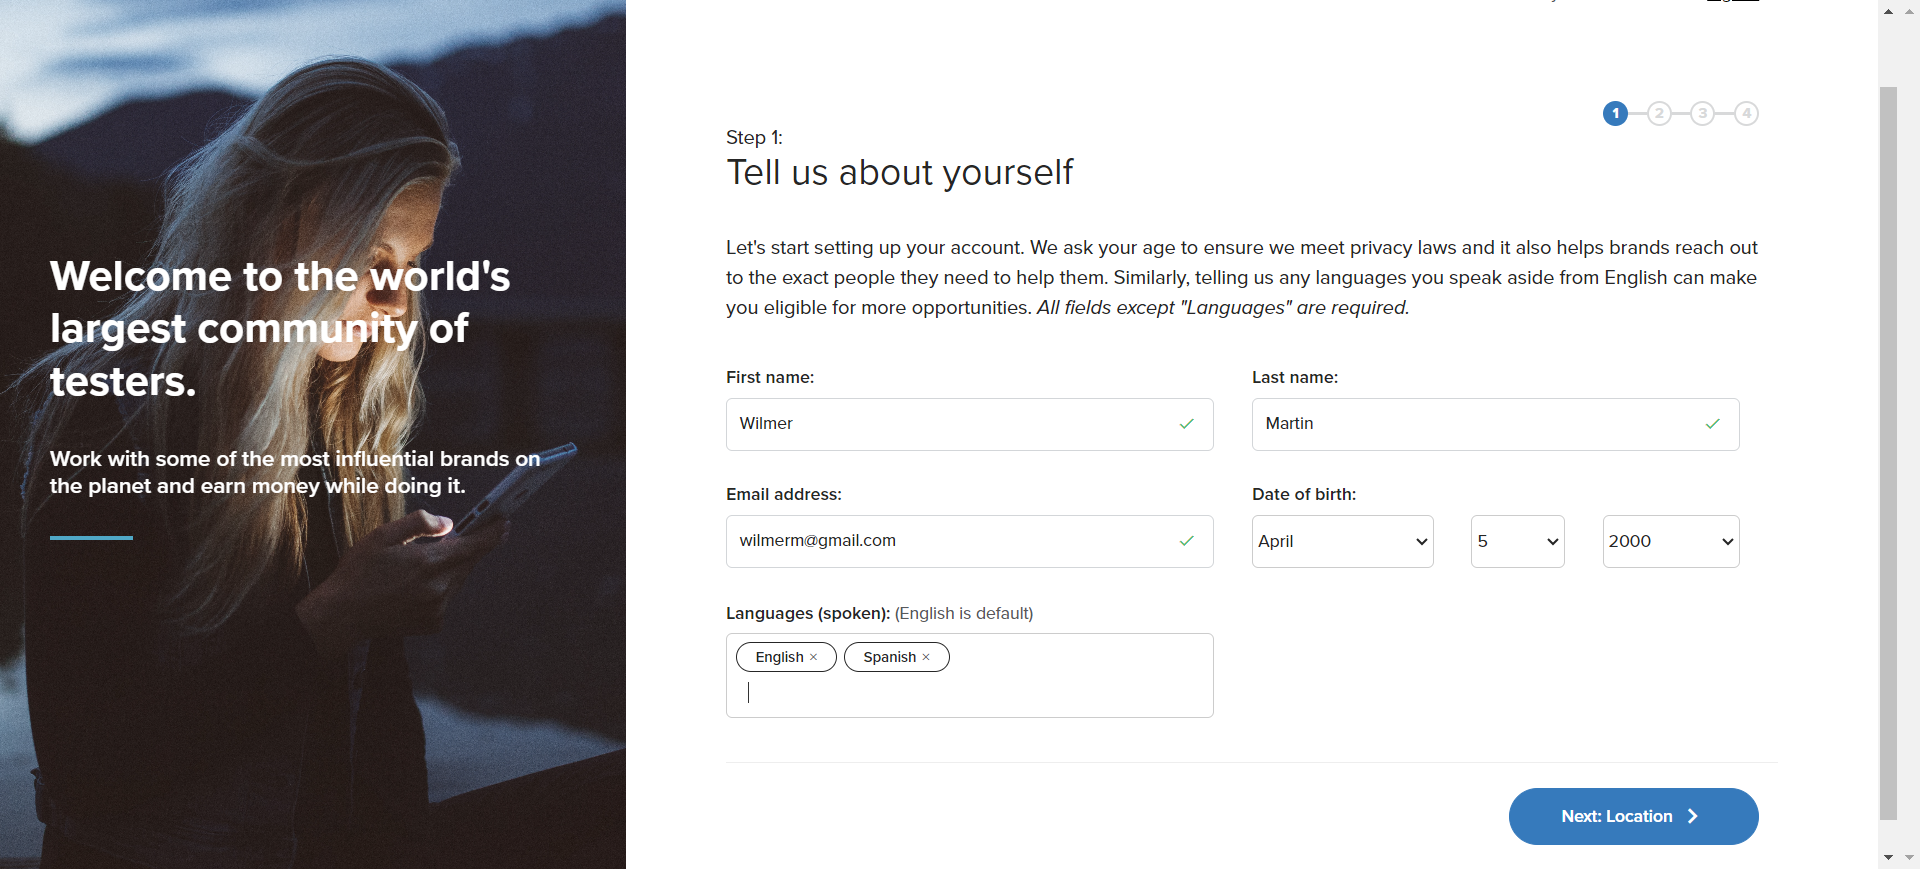 Welcome to the world's
largest community of
testers.
Work with some of the most influential brands on
the planet and earn money while doing it.
1 2 3 4
Step 1:
Tell us about yourself
Let's start setting up your account. We ask your age to ensure we meet privacy laws and it also helps brands reach out
to the exact people they need to help them. Similarly, telling us any languages you speak aside from English can make
you eligible for more opportunities. All fields except "Languages" are required.
First name: Last name:
Wilmer Martin
Email address: Date of birth:
wilmerm@gmail.com April 5 2000
Languages (spoken): (English is default)
English × Spanish ×
Next: Location